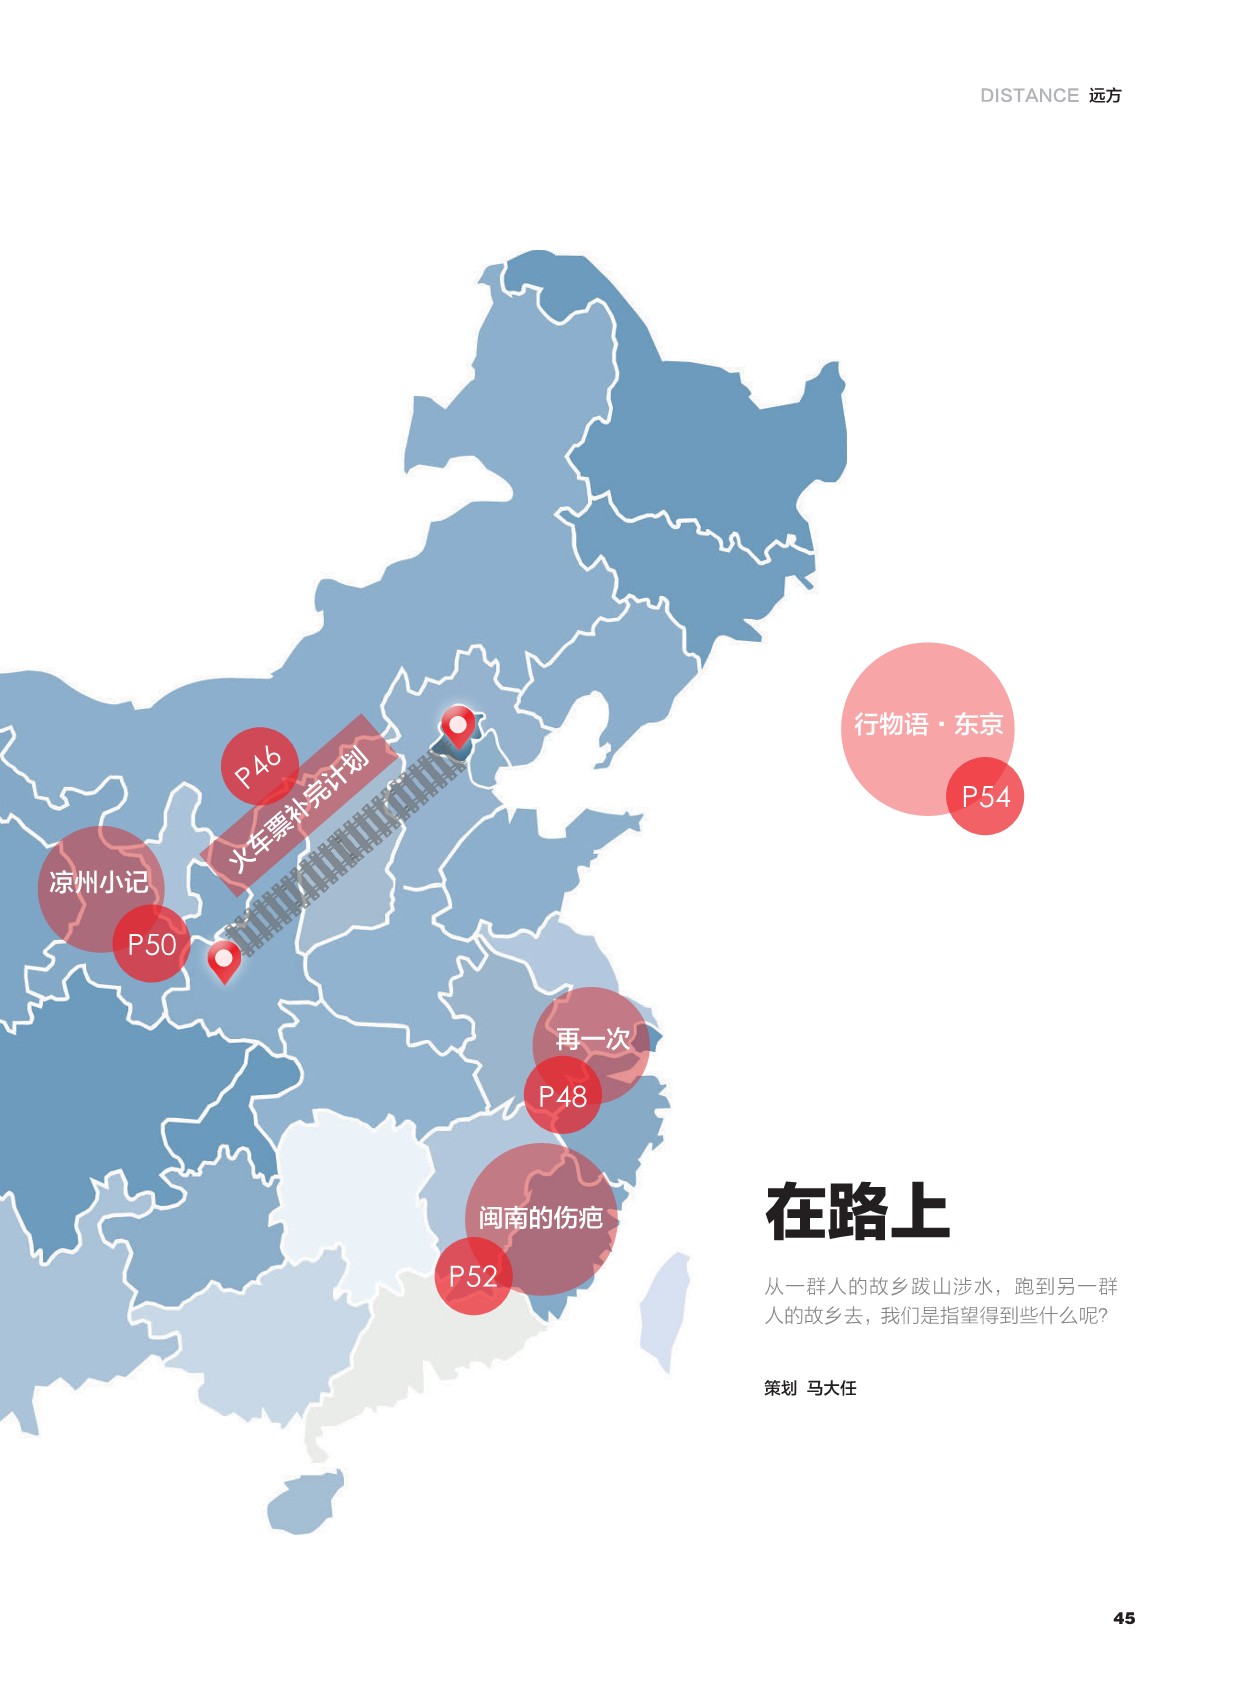 DISTANCE 远方
行物语·东京
P54
P46
火车票补完计划
凉州小记
P50
再一次
P48
闽南的伤疤
P52
在路上
从一群人的故乡跋山涉水，跑到另一群
人的故乡去，我们是指望得到些什么呢?
策划 马大任
45